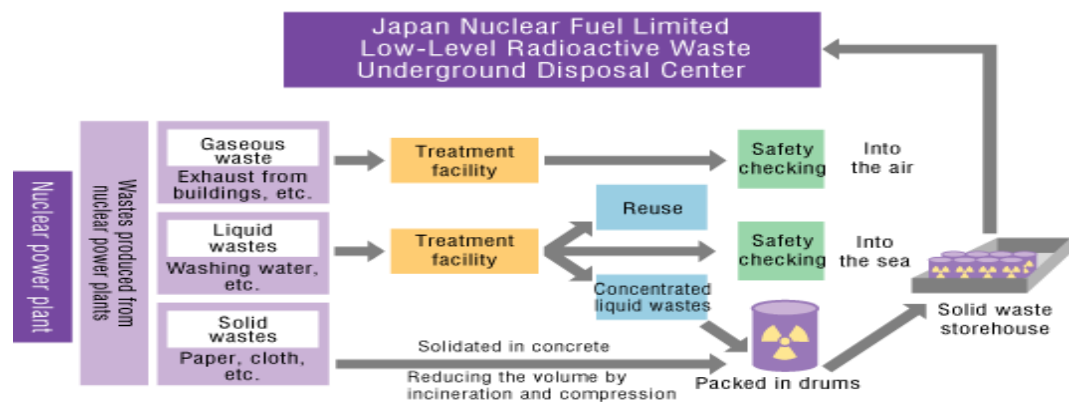 Japan Nuclear Fuel Limited
Low-Level Radioactive Waste
Underground Disposal Center
Nuclear power plant
Wastes produced from
nuclear power plants
Gaseous
waste
Exhaust from
buildings, etc.
Treatment
facility
Safety
checking
Into
the air
Liquid
wastes
Washing water,
etc.
Treatment
facility
Reuse
Safety
checking
Into
the sea
Concentrated
liquid wastes
Solid
wastes
Paper, cloth,
etc.
Solidated in concrete
Reducing the volume by
incineration and compression
Packed in drums
Solid waste
storehouse